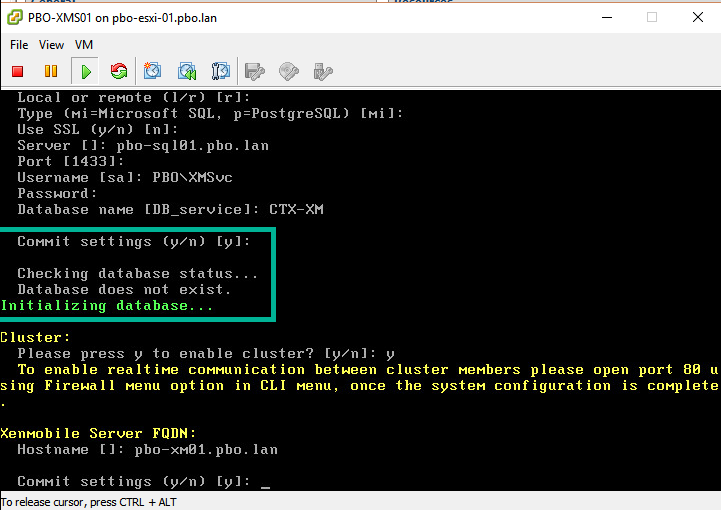 General
Resources
PBO-XMS01 on pbo-esxi-01.pbo.lan
File View VM
Local or remote (l/r) [r]:
Type (mi=Microsoft SQL, p=PostgreSQL) [mi]:
Use SSL (y/n) [n]:
Server []: pbo-sql01.pbo.lan
Port [1433]:
Username [sa]: PBO\XMSvc
Password:
Database name [DB_service]: CTX-XM
Commit settings (y/n) [y]:
Checking database status...
Database does not exist.
Initializing database...
Cluster:
Please press y to enable cluster? [y/n]: y
To enable realtime communication between cluster members please open port 80 u
sing Firewall menu option in CLI menu, once the system configuration is complete
.
Xenmobile Server FQDN:
Hostname []: pbo-xm01.pbo.lan
Commit settings (y/n) [y]: _
To release cursor, press CTRL + ALT